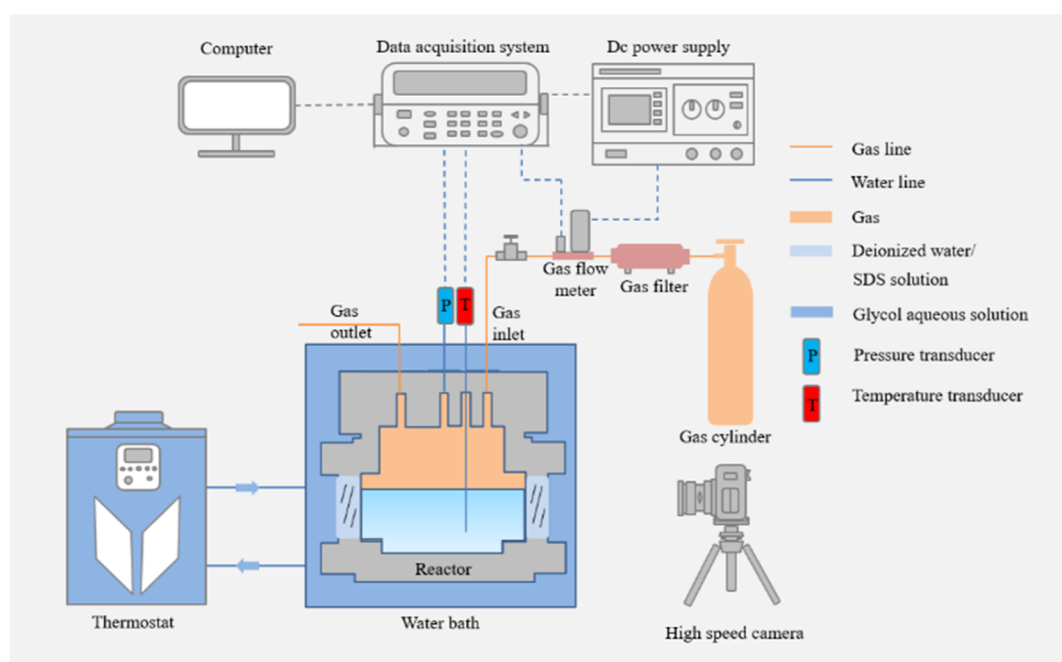 Computer
Data acquisition system
Dc power supply
Gas line
Water line
Gas
Deionized water/
SDS solution
Glycol aqueous solution
P
Pressure transducer
T
Temperature transducer
Gas flow
meter
Gas filter
Gas
outlet
P
T
Gas
inlet
Gas cylinder
Reactor
Thermostat
Water bath
High speed camera